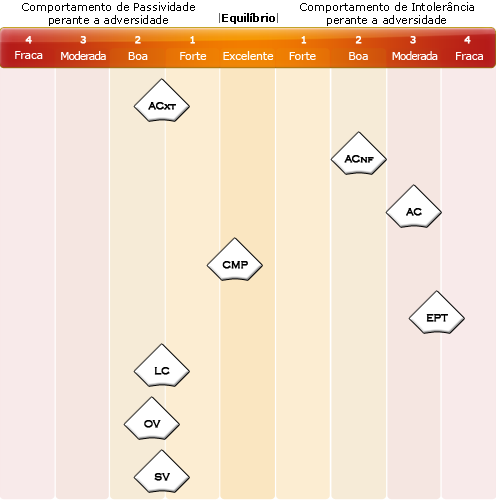 Comportamento de Passividade
perante a adversidade
|Equilíbrio|
Comportamento de Intolerância
perante a adversidade
4 3 2 1 1 2 3 4
Fraca Moderada Boa Forte Excelente Forte Boa Moderada Fraca
ACXT
ACNF
AC
CMP
EPT
LC
OV
SV